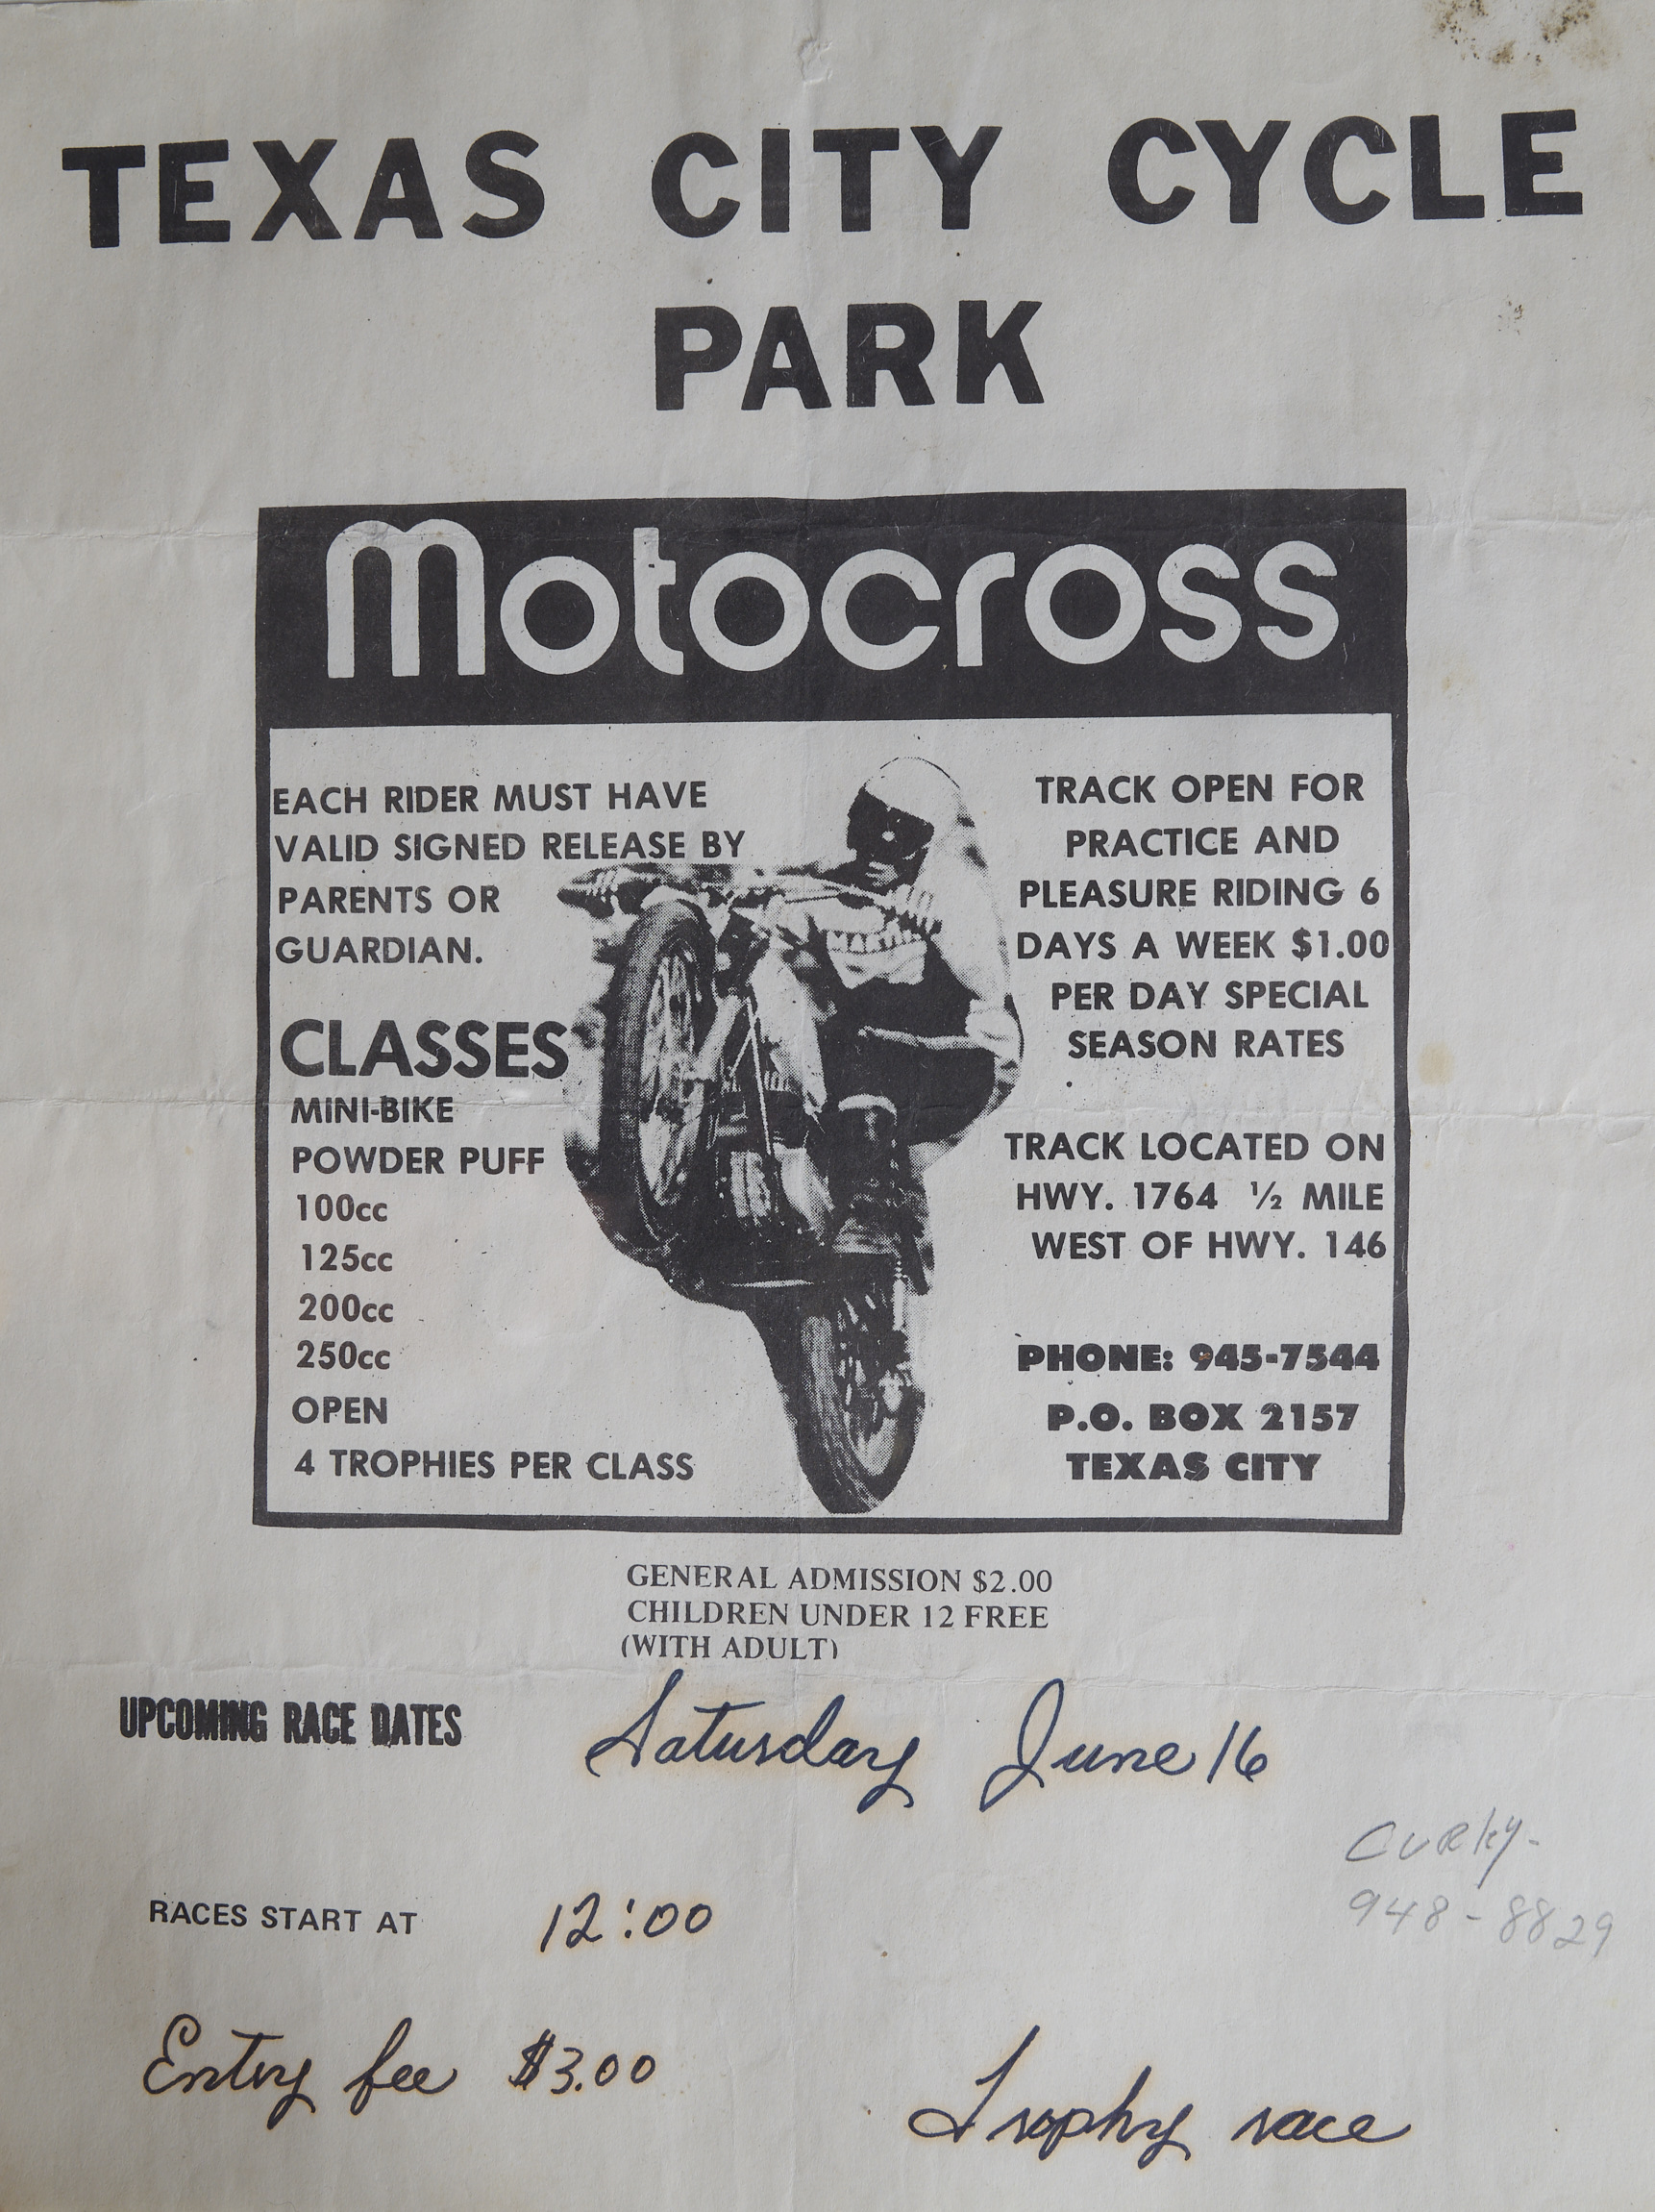 TEXAS CITY CYCLE
PARK
Motocross
EACH RIDER MUST HAVE
VALID SIGNED RELEASE BY
PARENTS OR
GUARDIAN.
CLASSES
MINI-BIKE
POWDER PUFF
100cc
125cc
200cc
250cc
OPEN
4 TROPHIES PER CLASS
MARTY
TRACK OPEN FOR
PRACTICE AND
PLEASURE RIDING 6
DAYS A WEEK $1.00
PER DAY SPECIAL
SEASON RATES
TRACK LOCATED ON
HWY. 1764 ½ MILE
WEST OF HWY. 146
PHONE: 945-7544
P.O. BOX 2157
TEXAS CITY
GENERAL ADMISSION $2.00
CHILDREN UNDER 12 FREE
(WITH ADULT)
UPCOMING RACE DATES Saturday June 16
CURLY-
948-8829
RACES START AT 12:00
Entry fee $3.00
Trophy race